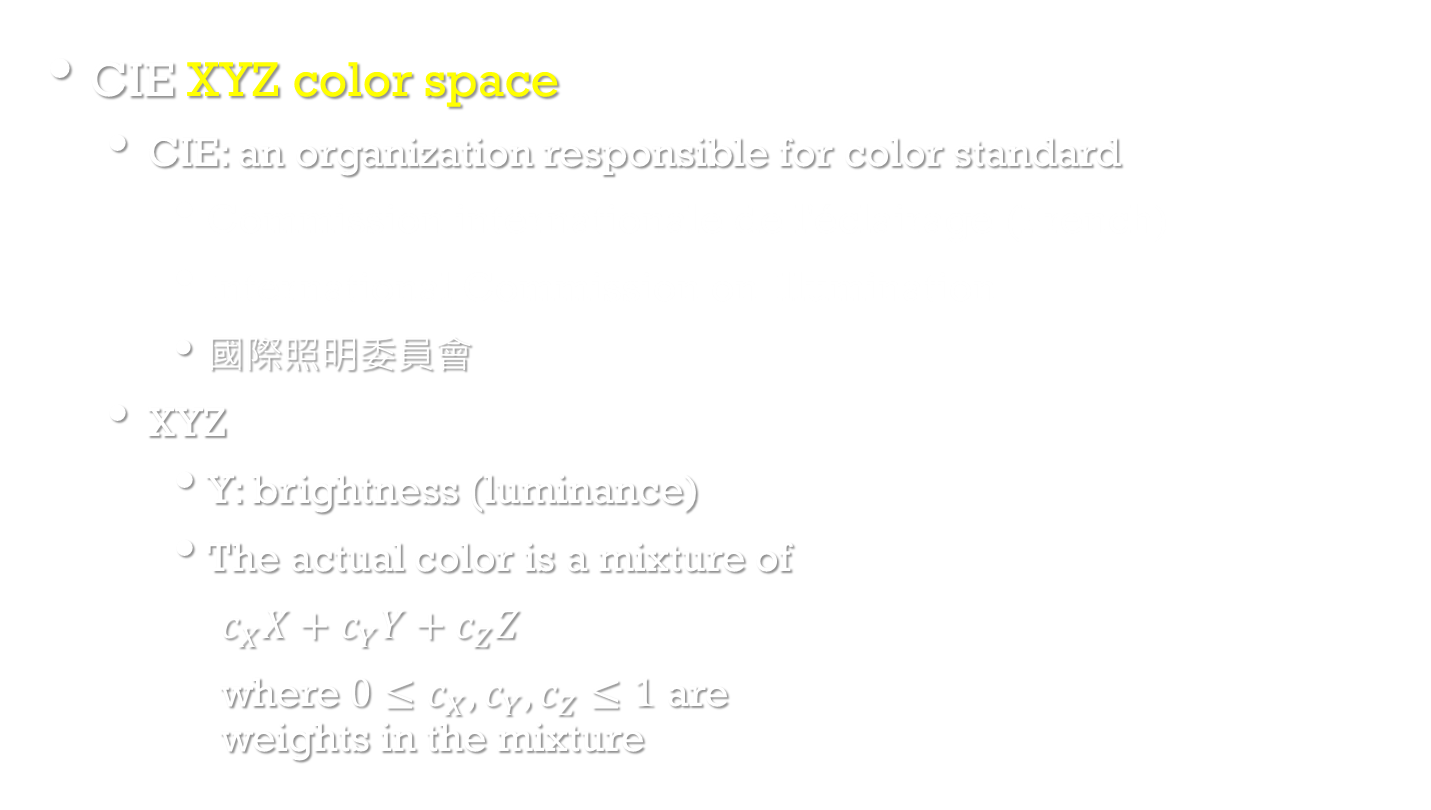 • CIE XYZ color space
• CIE: an organization responsible for color standard
• 國際照明委員會
• XYZ
• Y: brightness (luminance)
• The actual color is a mixture of
c_X X + c_Y Y + c_Z Z
where 0 ≤ c_X, c_Y, c_Z ≤ 1 are
weights in the mixture